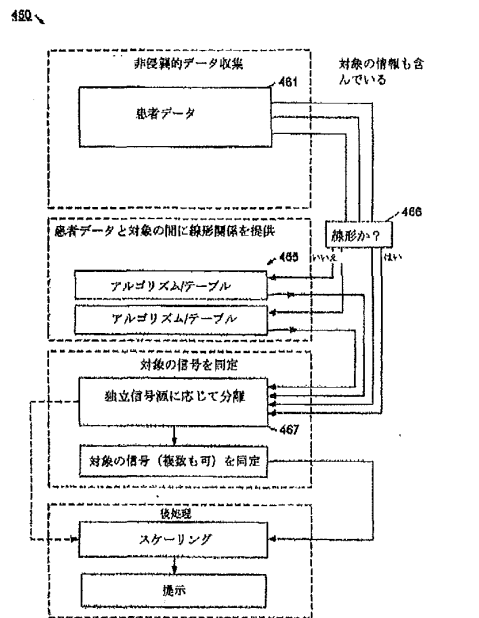 460
非侵襲的データ収集
対象の情報も含
んでいる
461
患者データ
466
線形か?
患者データと対象の間に線形関係を提供
465
いいえ
はい
アルゴリズム/テーブル
アルゴリズム/テーブル
対象の信号を同定
独立信号源に応じて分離
467
対象の信号(複数も可)を同定
後処理
スケーリング
提示